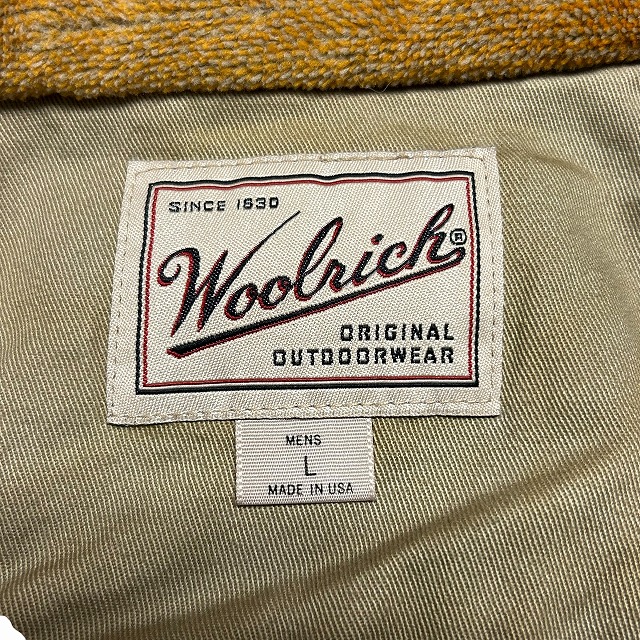 SINCE 1830
Woolrich®
ORIGINAL
OUTDOORWEAR
MENS
L
MADE IN USA